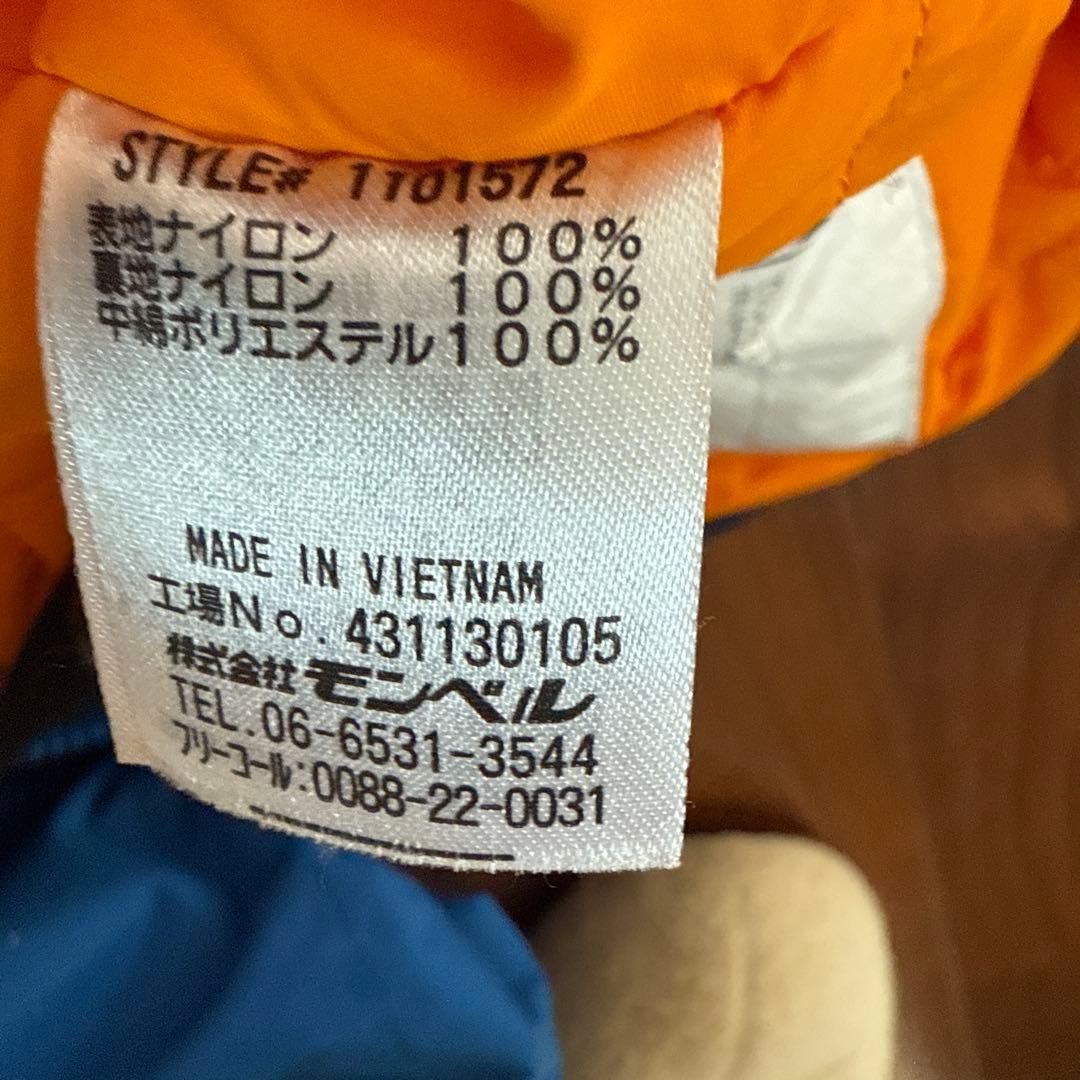 STYLE# 1101572
表地ナイロン 100%
裏地ナイロン 100%
中綿ポリエステル100%
MADE IN VIETNAM
工場No.431130105
株式会社モンベル
TEL.06-6531-3544
フリーコール:0088-22-0031